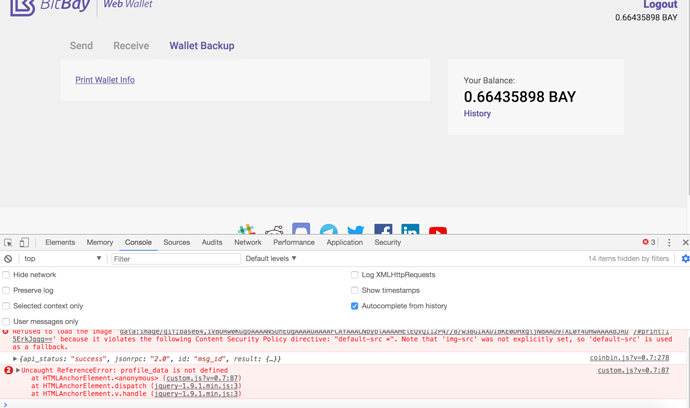 BitBay Web Wallet
Logout
0.66435898 BAY
Send Receive Wallet Backup
Print Wallet Info
Your Balance:
0.66435898 BAY
History
Elements Memory Console Sources Audits Network Performance Application Security 3
top Filter Default levels 14 items hidden by filters
Hide network
Log XMLHttpRequests
Preserve log
Show timestamps
Selected context only
Autocomplete from history
User messages only
Refused to load the image
because it violates the following Content Security Policy directive: "default-src *". Note that 'img-src' was not explicitly set, so 'default-src' is used
as a fallback.
{api_status: "success", jsonrpc: "2.0", id: "msg_id", result: {…}} coinbin.js?v=0.7:278
2 Uncaught ReferenceError: profile_data is not defined custom.js?v=0.7:87
at HTMLAnchorElement.<anonymous> (custom.js?v=0.7:87)
at HTMLAnchorElement.dispatch (jquery-1.9.1.min.js:3)
at HTMLAnchorElement.v.handle (jquery-1.9.1.min.js:3)